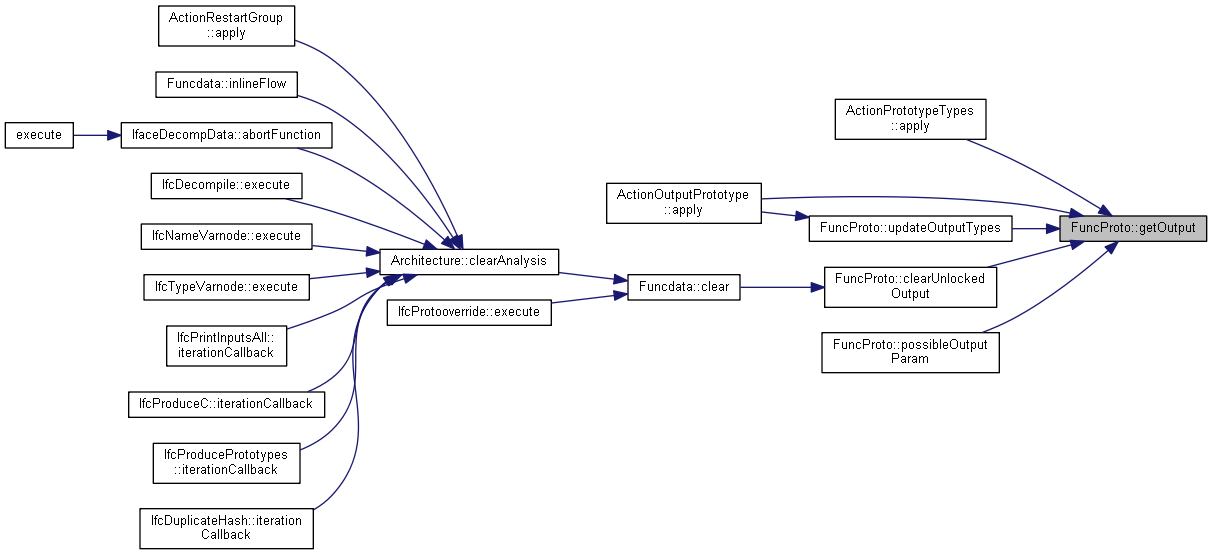 ActionRestartGroup
::apply
Funcdata::inlineFlow
execute
IfaceDecompData::abortFunction
IfcDecompile::execute
IfcNameVarnode::execute
IfcTypeVarnode::execute
IfcPrintInputsAll::
iterationCallback
IfcProduceC::iterationCallback
IfcProducePrototypes
::iterationCallback
IfcDuplicateHash::iteration
Callback
Architecture::clearAnalysis
IfcProtooverride::execute
Funcdata::clear
ActionPrototypeTypes
::apply
ActionOutputPrototype
::apply
FuncProto::updateOutputTypes
FuncProto::clearUnlocked
Output
FuncProto::possibleOutput
Param
FuncProto::getOutput